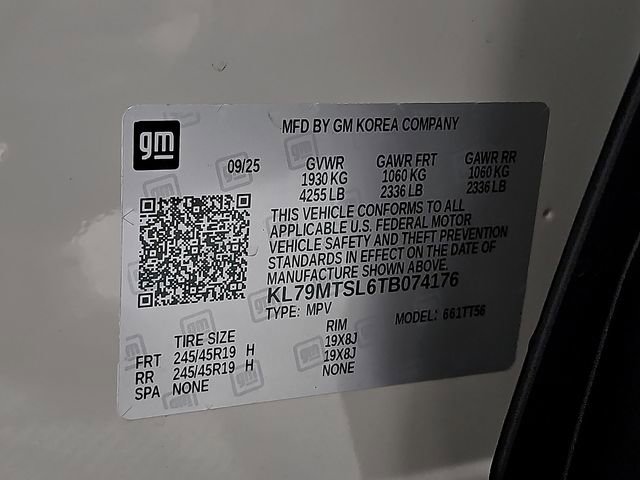 gm
MFD BY GM KOREA COMPANY
09/25 GVWR GAWR FRT GAWR RR
1930 KG 1060 KG 1060 KG
4255 LB 2336 LB 2336 LB
THIS VEHICLE CONFORMS TO ALL
APPLICABLE U.S. FEDERAL MOTOR
VEHICLE SAFETY AND THEFT PREVENTION
STANDARDS IN EFFECT ON THE DATE OF
MANUFACTURE SHOWN ABOVE.
KL79MTSL6TB074176
TYPE: MPV MODEL: 661TT56
TIRE SIZE RIM
FRT 245/45R19 H 19X8J
RR 245/45R19 H 19X8J
SPA NONE NONE